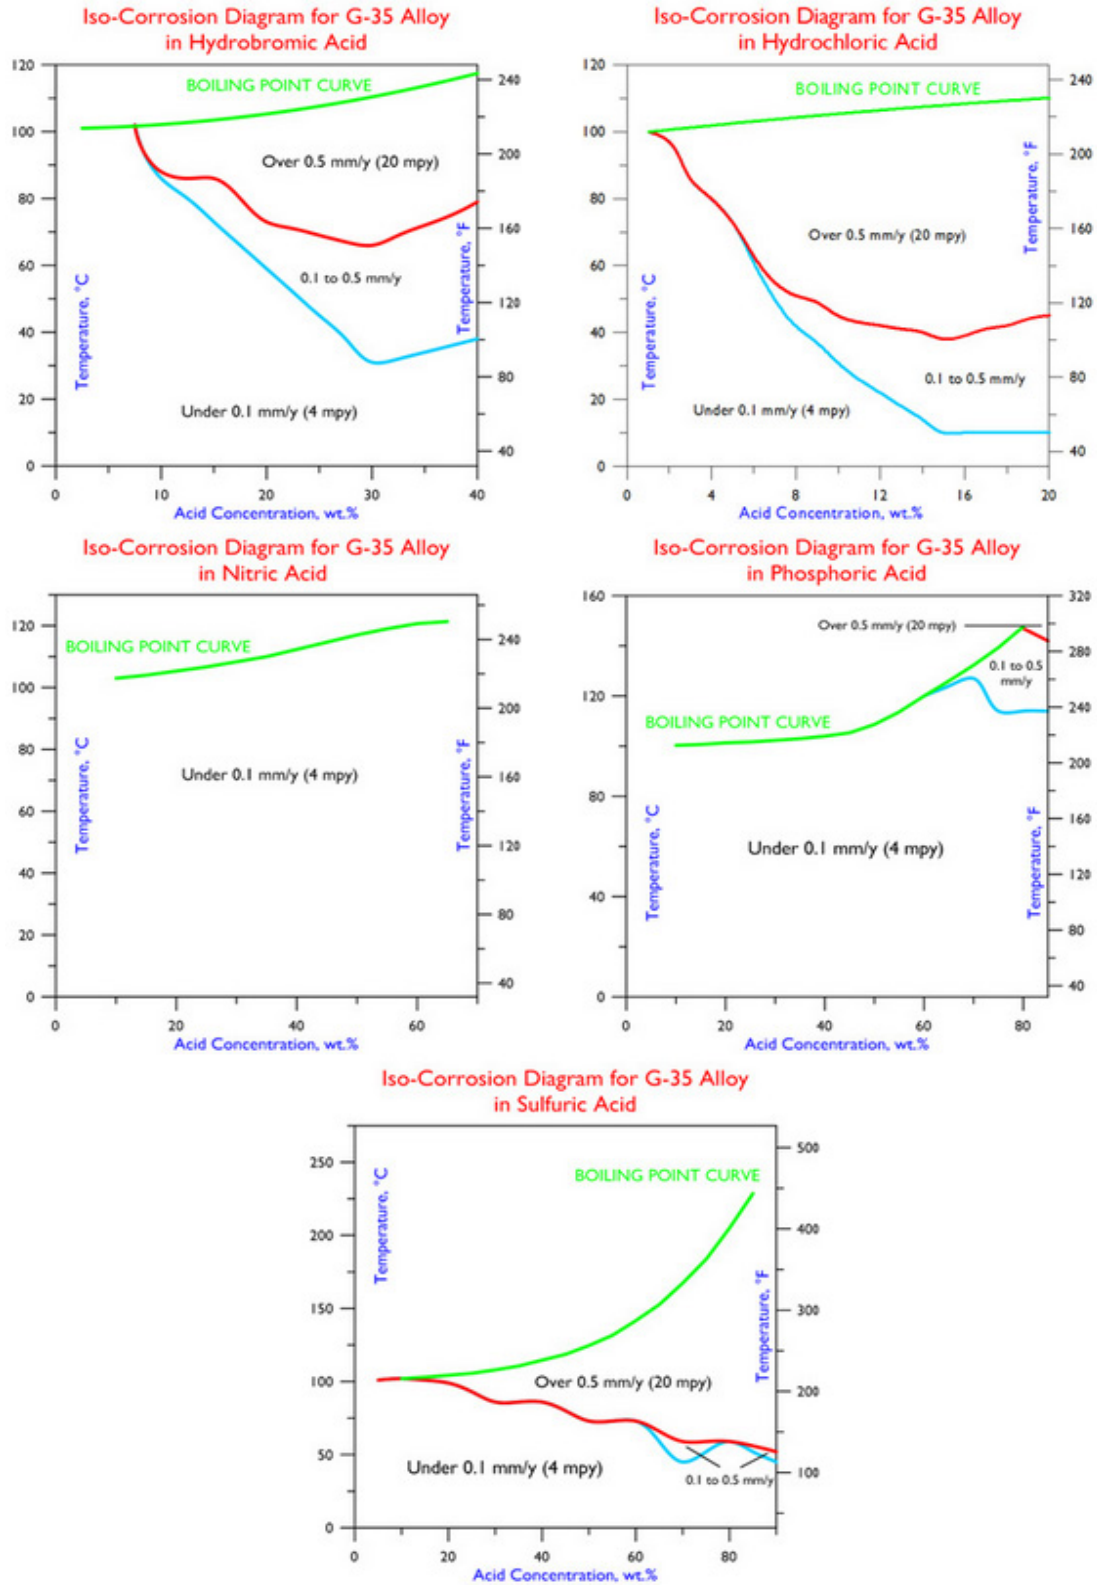 Iso-Corrosion Diagram for G-35 Alloy
in Hydrobromic Acid
120
100
80
60
40
20
0
BOILING POINT CURVE
Over 0.5 mm/y (20 mpy)
0.1 to 0.5 mm/y
Under 0.1 mm/y (4 mpy)
Temperature, °C
Temperature, °F
240
200
160
120
80
40
0
10
20
30
40
Acid Concentration, wt.%
Iso-Corrosion Diagram for G-35 Alloy
in Hydrochloric Acid
120
100
80
60
40
20
0
BOILING POINT CURVE
Over 0.5 mm/y (20 mpy)
0.1 to 0.5 mm/y
Under 0.1 mm/y (4 mpy)
Temperature, °C
Temperature, °F
240
200
160
120
80
40
0
4
8
12
16
20
Acid Concentration, wt.%
Iso-Corrosion Diagram for G-35 Alloy
in Nitric Acid
120
100
80
60
40
20
0
BOILING POINT CURVE
Under 0.1 mm/y (4 mpy)
Temperature, °C
Temperature, °F
240
200
160
120
80
40
0
20
40
60
Acid Concentration, wt.%
Iso-Corrosion Diagram for G-35 Alloy
in Phosphoric Acid
160
120
80
40
0
Over 0.5 mm/y (20 mpy)
0.1 to 0.5
mm/y
BOILING POINT CURVE
Under 0.1 mm/y (4 mpy)
Temperature, °C
Temperature, °F
320
280
240
200
160
120
80
40
0
20
40
60
80
Acid Concentration, wt.%
Iso-Corrosion Diagram for G-35 Alloy
in Sulfuric Acid
250
200
150
100
50
0
BOILING POINT CURVE
Over 0.5 mm/y (20 mpy)
Under 0.1 mm/y (4 mpy)
0.1 to 0.5 mm/y
Temperature, °C
Temperature, °F
500
400
300
200
100
0
20
40
60
80
Acid Concentration, wt.%